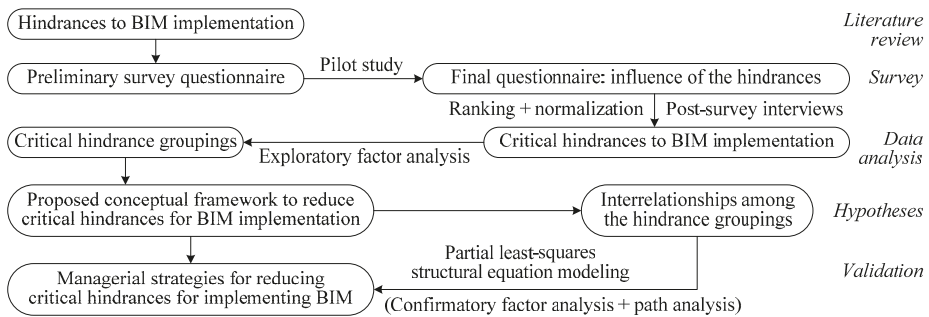 Hindrances to BIM implementation
Literature
review
Preliminary survey questionnaire
Pilot study
Final questionnaire: influence of the hindrances
Survey
Ranking + normalization
Post-survey interviews
Critical hindrance groupings
Exploratory factor analysis
Critical hindrances to BIM implementation
Data
analysis
Proposed conceptual framework to reduce
critical hindrances for BIM implementation
Interrelationships among
the hindrance groupings
Hypotheses
Partial least-squares
structural equation modeling
Managerial strategies for reducing
critical hindrances for implementing BIM
(Confirmatory factor analysis + path analysis)
Validation